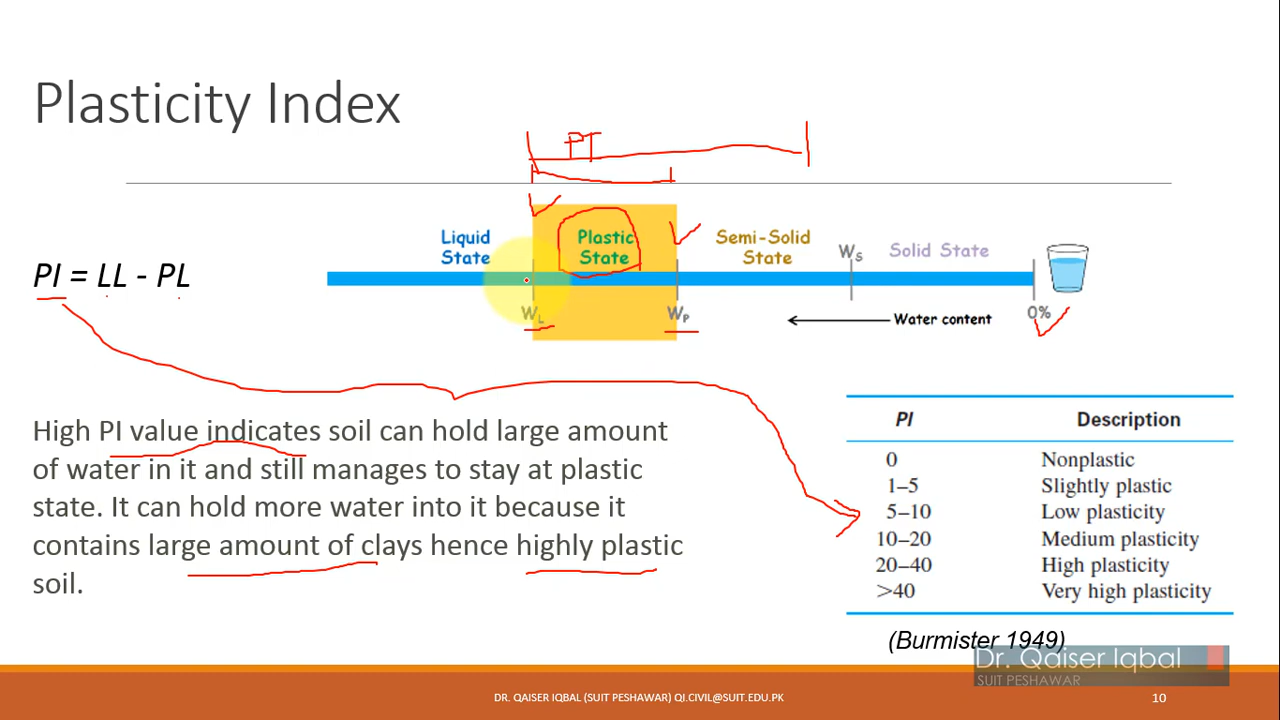 Plasticity Index
PI
Liquid State
Plastic State
Semi-Solid State
Ws
Solid State
PI = LL - PL
WL
WP
Water content
0%
High PI value indicates soil can hold large amount
of water in it and still manages to stay at plastic
state. It can hold more water into it because it
contains large amount of clays hence highly plastic
soil.
PI Description
0 Nonplastic
1–5 Slightly plastic
5–10 Low plasticity
10–20 Medium plasticity
20–40 High plasticity
>40 Very high plasticity
(Burmister 1949)
Dr. Qaiser Iqbal
SUIT PESHAWAR
DR. QAISER IQBAL (SUIT PESHAWAR) QI.CIVIL@SUIT.EDU.PK
10